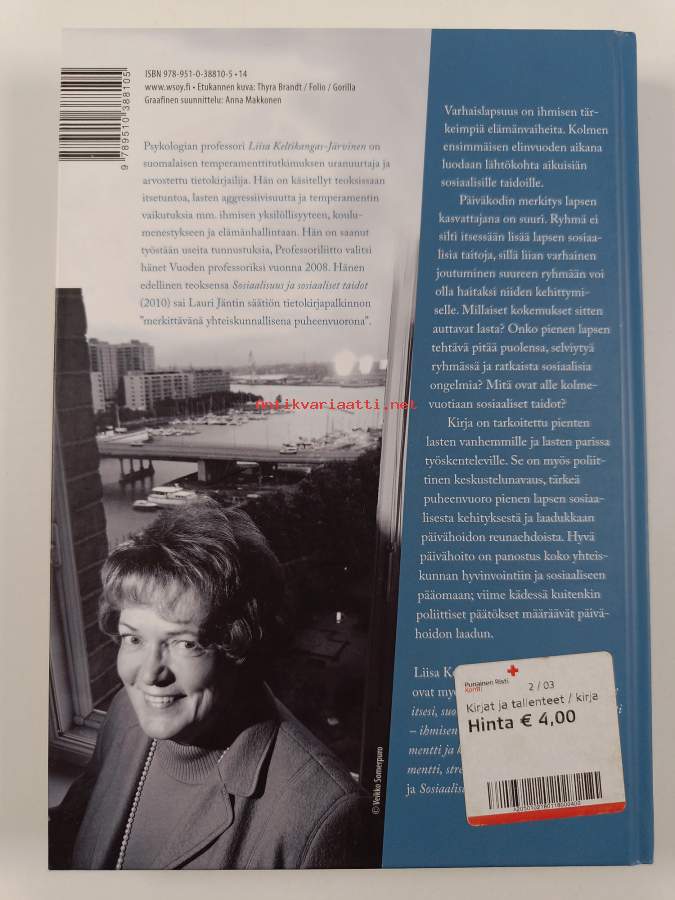 ISBN 978-951-0-38810-5 • 14
www.wsoy.fi • Etukannen kuva: Thyra Brandt / Folio / Gorilla
Graafinen suunnittelu: Anna Makkonen
9 789510 388105
Psykologian professori Liisa Keltikangas-Järvinen on
suomalaisen temperamenttitutkimuksen uranuurtaja ja
arvostettu tietokirjailija. Hän on käsitellyt teoksissaan
itsetuntoa, lasten aggressiivisuutta ja temperamentin
vaikutuksia mm. ihmisen yksilöllisyyteen, koulu-
menestykseen ja elämänhallintaan. Hän on saanut
työstään useita tunnustuksia, Professoriliitto valitsi
hänet Vuoden professoriksi vuonna 2008. Hänen
edellinen teoksensa Sosiaalisuus ja sosiaaliset taidot
(2010) sai Lauri Jäntin säätiön tietokirjapalkinnon
"merkittävänä yhteiskunnallisena puheenvuorona".
Varhaislapsuus on ihmisen tär-
keimpiä elämänvaiheita. Kolmen
ensimmäisen elinvuoden aikana
luodaan lähtökohta aikuisiän
sosiaalisille taidoille.
Päiväkodin merkitys lapsen
kasvattajana on suuri. Ryhmä ei
silti itsessään lisää lapsen sosiaa-
lisia taitoja, sillä liian varhainen
joutuminen suureen ryhmään voi
olla haitaksi niiden kehittymi-
selle. Millaiset kokemukset sitten
auttavat lasta? Onko pienen lapsen
tehtävä pitää puolensa, selviytyä
ryhmässä ja ratkaista sosiaalisia
ongelmia? Mitä ovat alle kolme-
vuotiaan sosiaaliset taidot?
Kirja on tarkoitettu pienten
lasten vanhemmille ja lasten parissa
työskenteleville. Se on myös poliit-
tinen keskustelunavaus, tärkeä
puheenvuoro pienen lapsen sosiaa-
lisesta kehityksestä ja laadukkaan
päivähoidon reunaehdoista. Hyvä
päivähoito on panostus koko yhteis-
kunnan hyvinvointiin ja sosiaaliseen
pääomaan; viime kädessä kuitenkin
poliittiset päätökset määräävät päivä-
hoidon laadun.
Liisa K
ovat my
itsesi, suo
– ihmisen
mentti ja k
mentti, stre
ja Sosiaalis
Punainen Risti
Kontti
2 / 03
Kirjat ja tallenteet / kirja
Hinta € 4,00
© Veikko Somerpuro
Antikvariaatti.net